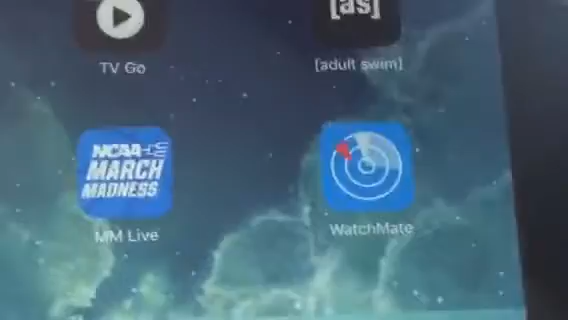 [as]
TV Go
[adult swim]
NCAA
MARCH
MADNESS
MM Live
WatchMate